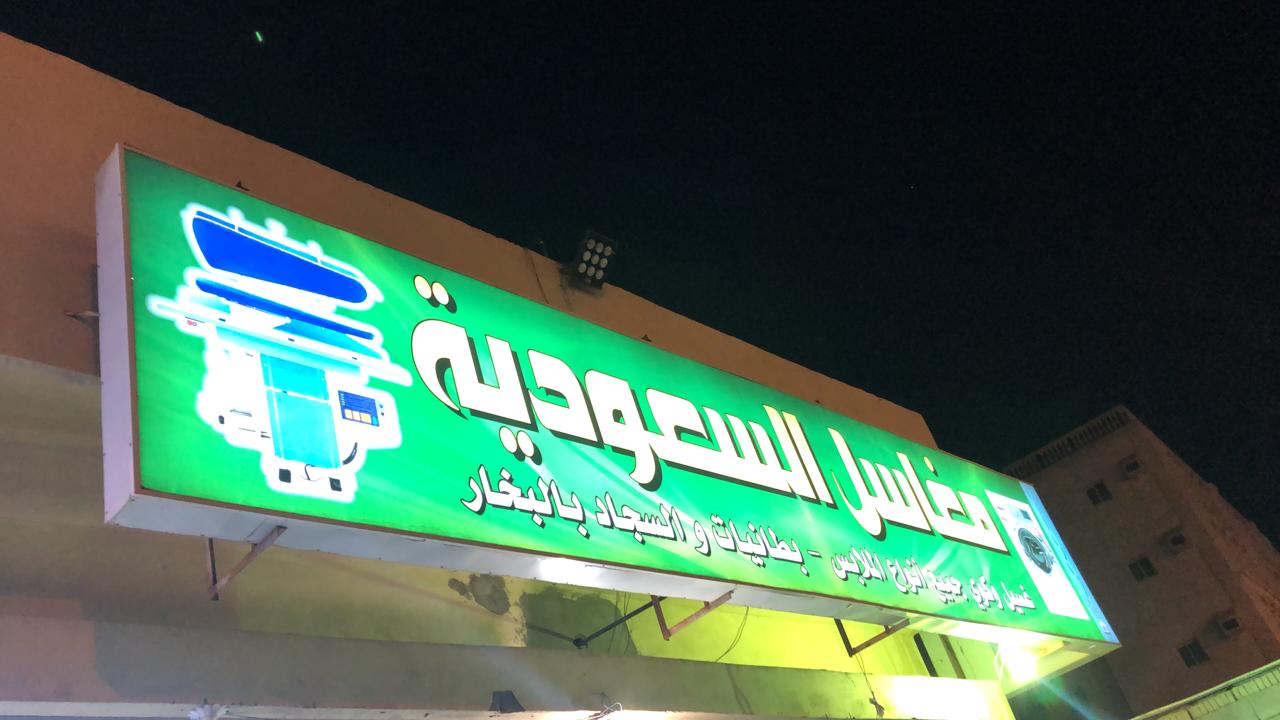 مغاسل السعودية
غسيل وكوي جميع أنواع الملابس - بطانيات و السجاد بالبخار